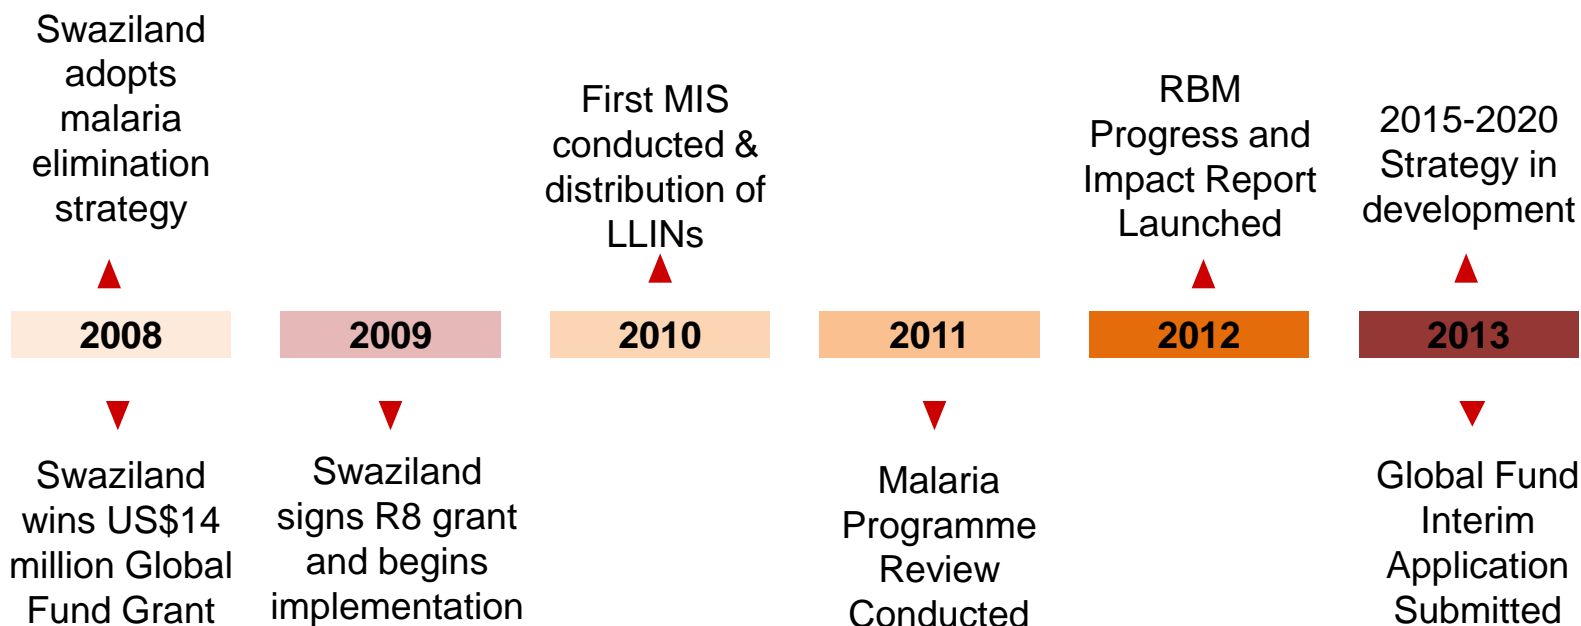 Swaziland
adopts
malaria
elimination
strategy
First MIS
conducted &
distribution of
LLINs
RBM
Progress and
Impact Report
Launched
2015-2020
Strategy in
development
2008
2009
2010
2011
2012
2013
Swaziland
wins US$14
million Global
Fund Grant
Swaziland
signs R8 grant
and begins
implementation
Malaria
Programme
Review
Conducted
Global Fund
Interim
Application
Submitted